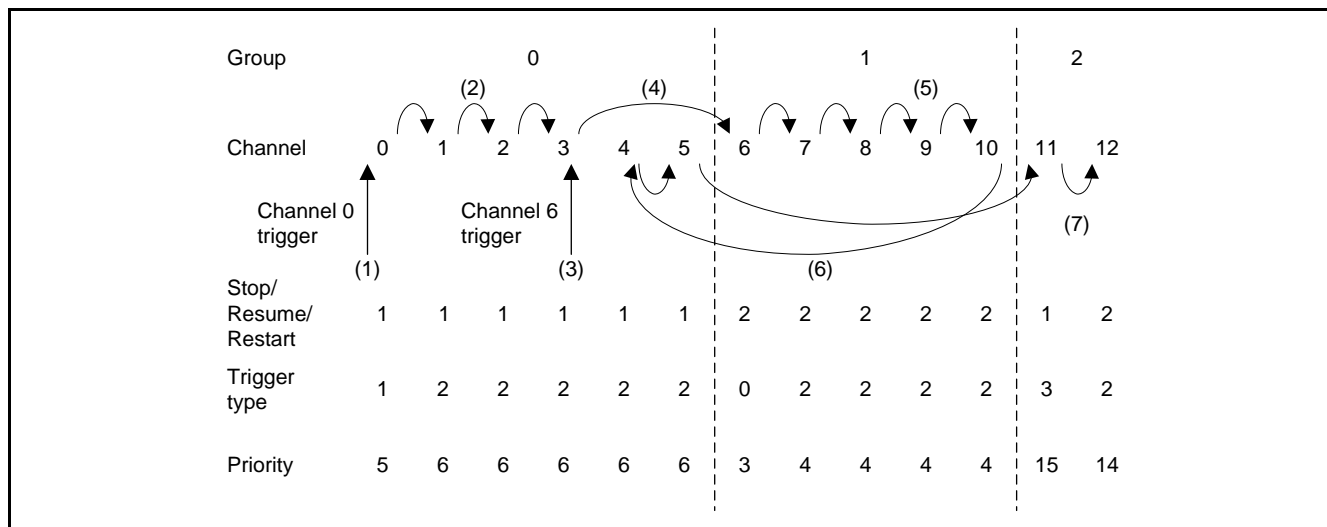 Group 0 1 2
(2) (4) (5)
Channel 0 1 2 3 4 5 6 7 8 9 10 11 12
Channel 0
trigger
Channel 6
trigger
(7)
(1) (3) (6)
Stop/
Resume/
Restart
1 1 1 1 1 1 2 2 2 2 2 1 2
Trigger
type
1 2 2 2 2 2 0 2 2 2 2 3 2
Priority 5 6 6 6 6 6 3 4 4 4 4 15 14